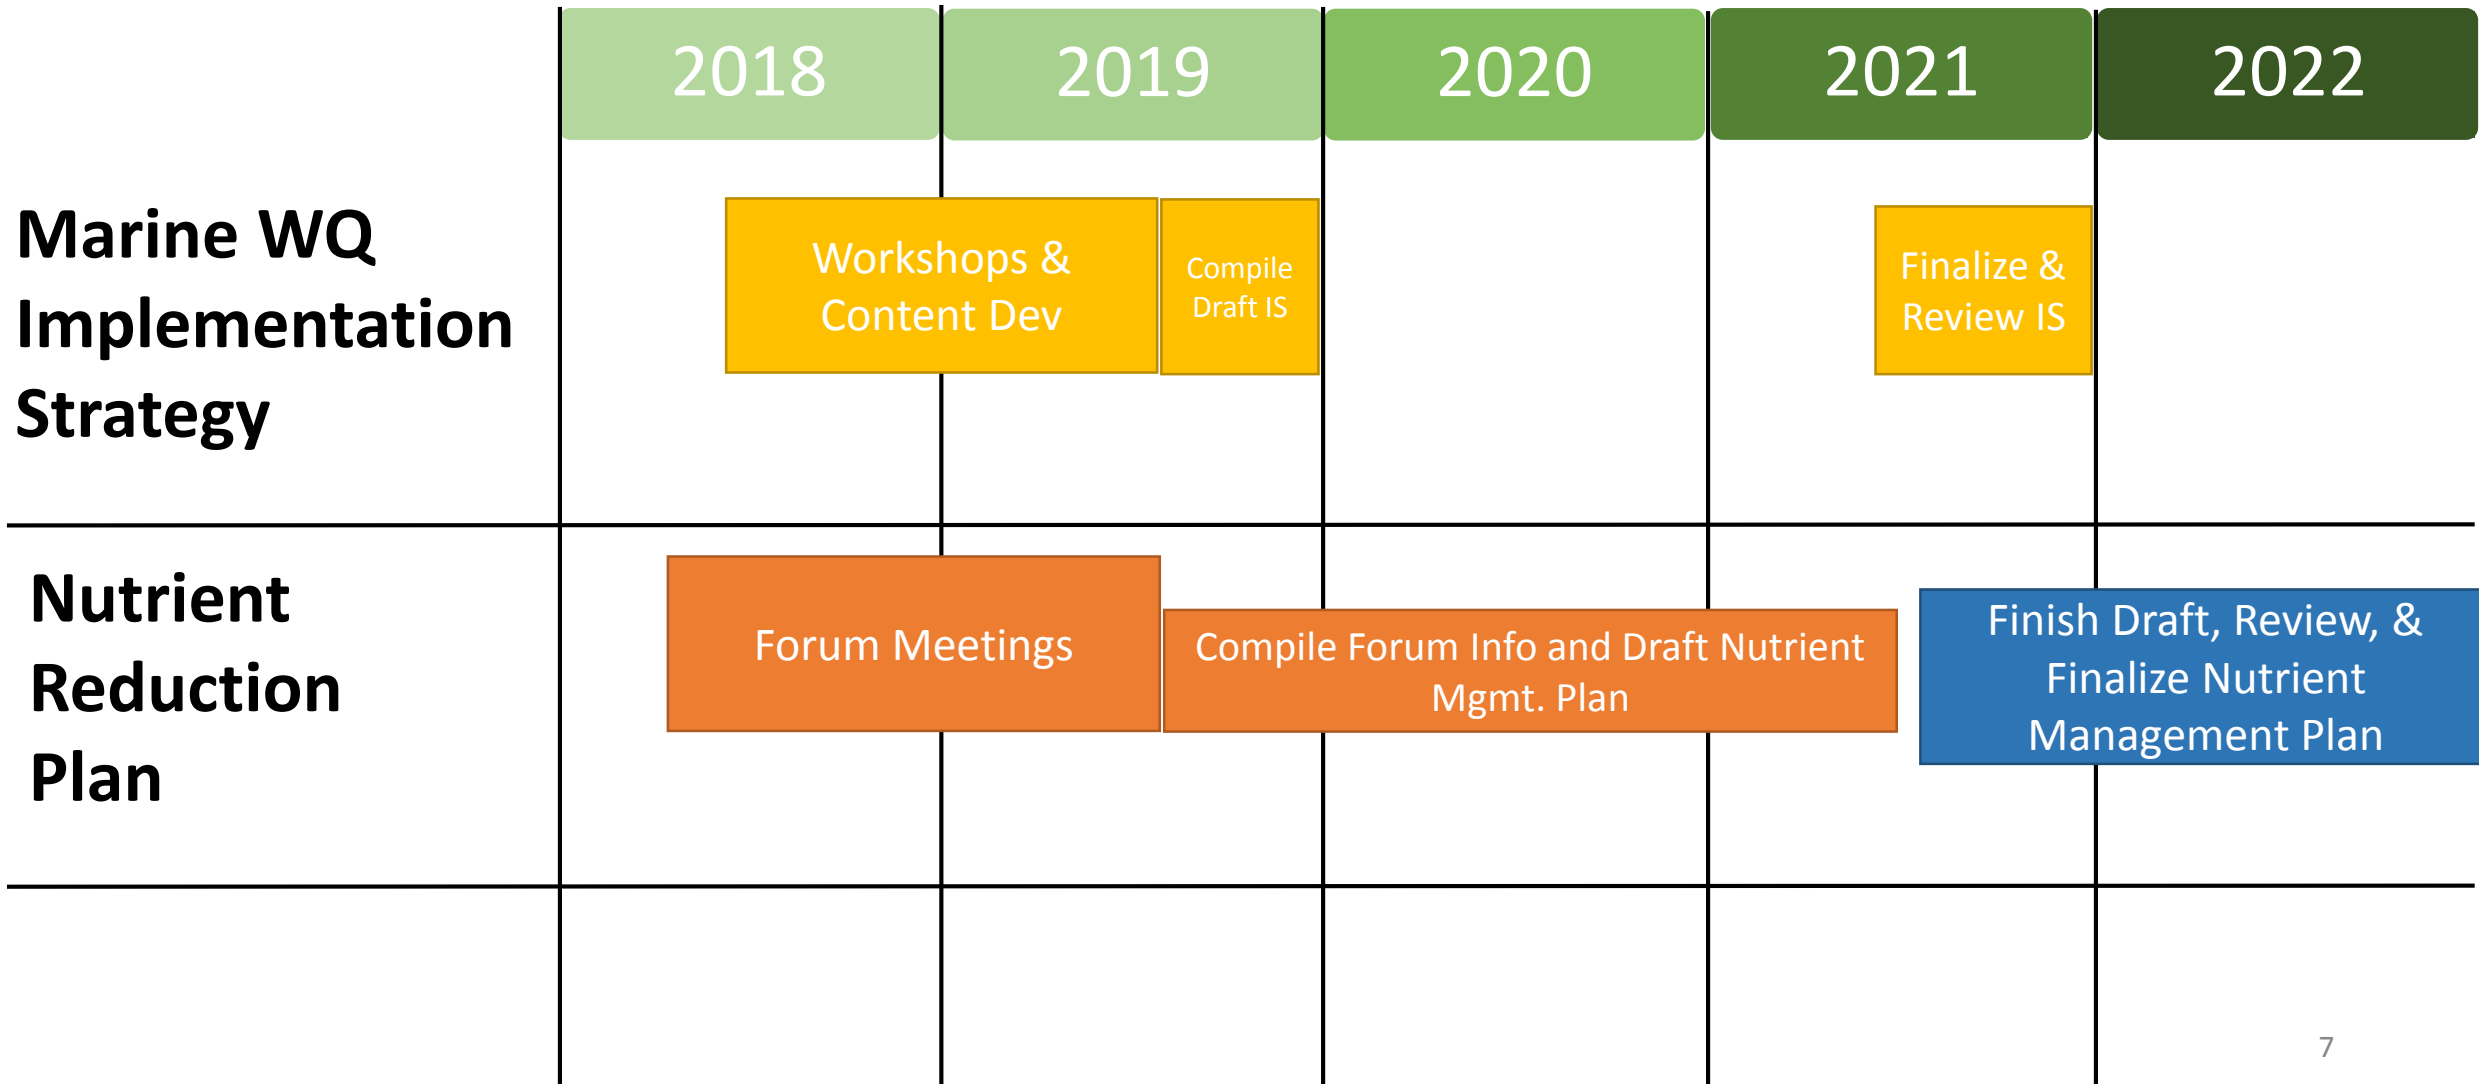 2018
2019
2020
2021
2022
Marine WQ
Implementation
Strategy
Workshops &
Content Dev
Compile
Draft IS
Finalize &
Review IS
Nutrient
Reduction
Plan
Forum Meetings
Compile Forum Info and Draft Nutrient
Mgmt. Plan
Finish Draft, Review, &
Finalize Nutrient
Management Plan
7